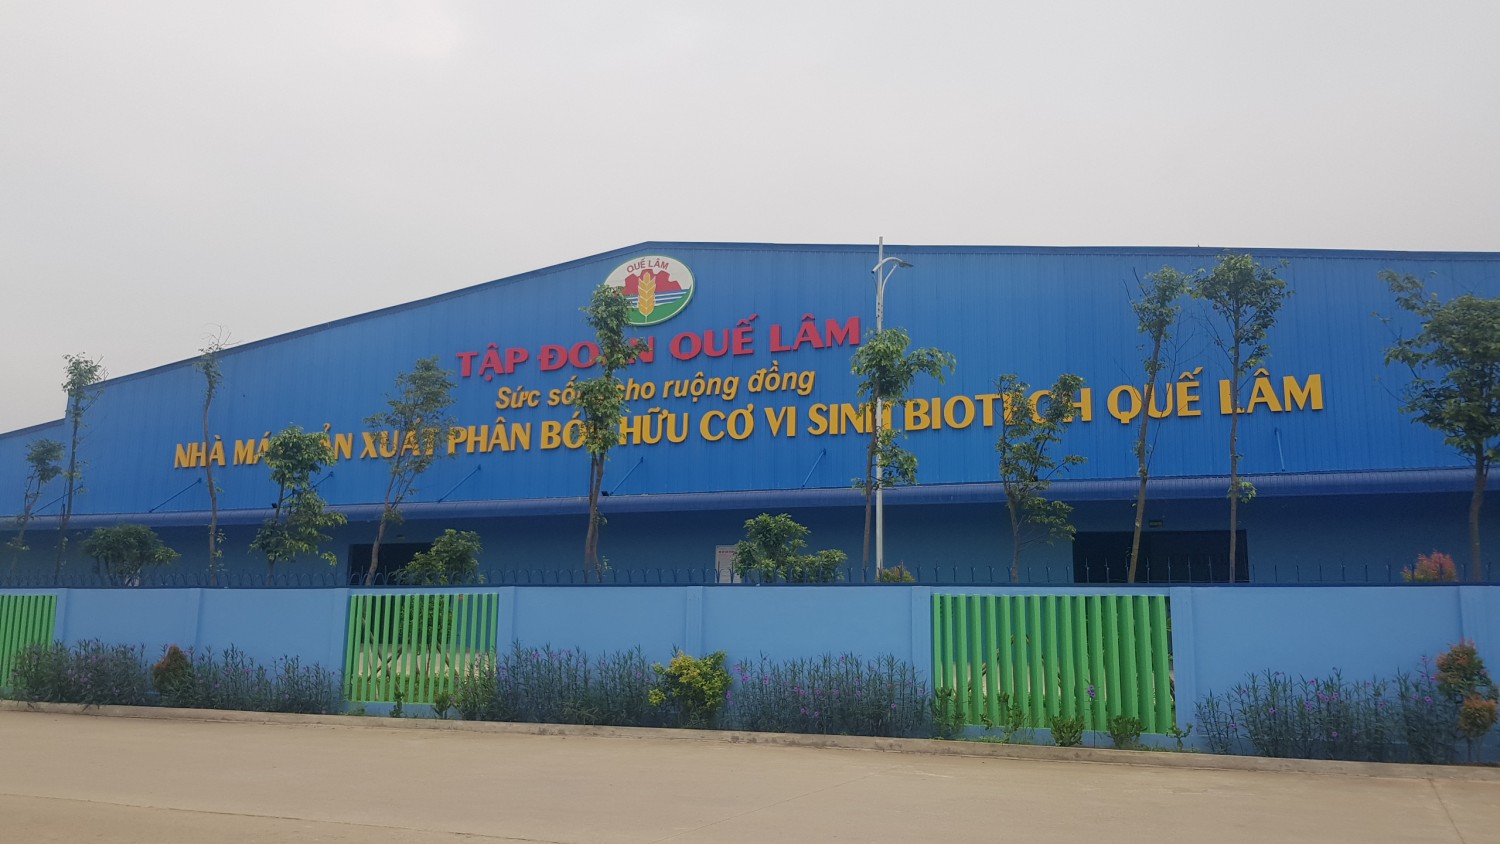 QUẾ LÂM
TẬP ĐOÀN QUẾ LÂM
Sức sống cho ruộng đồng
NHÀ MÁY SẢN XUẤT PHÂN BÓN HỮU CƠ VI SINH BIOTECH QUẾ LÂM